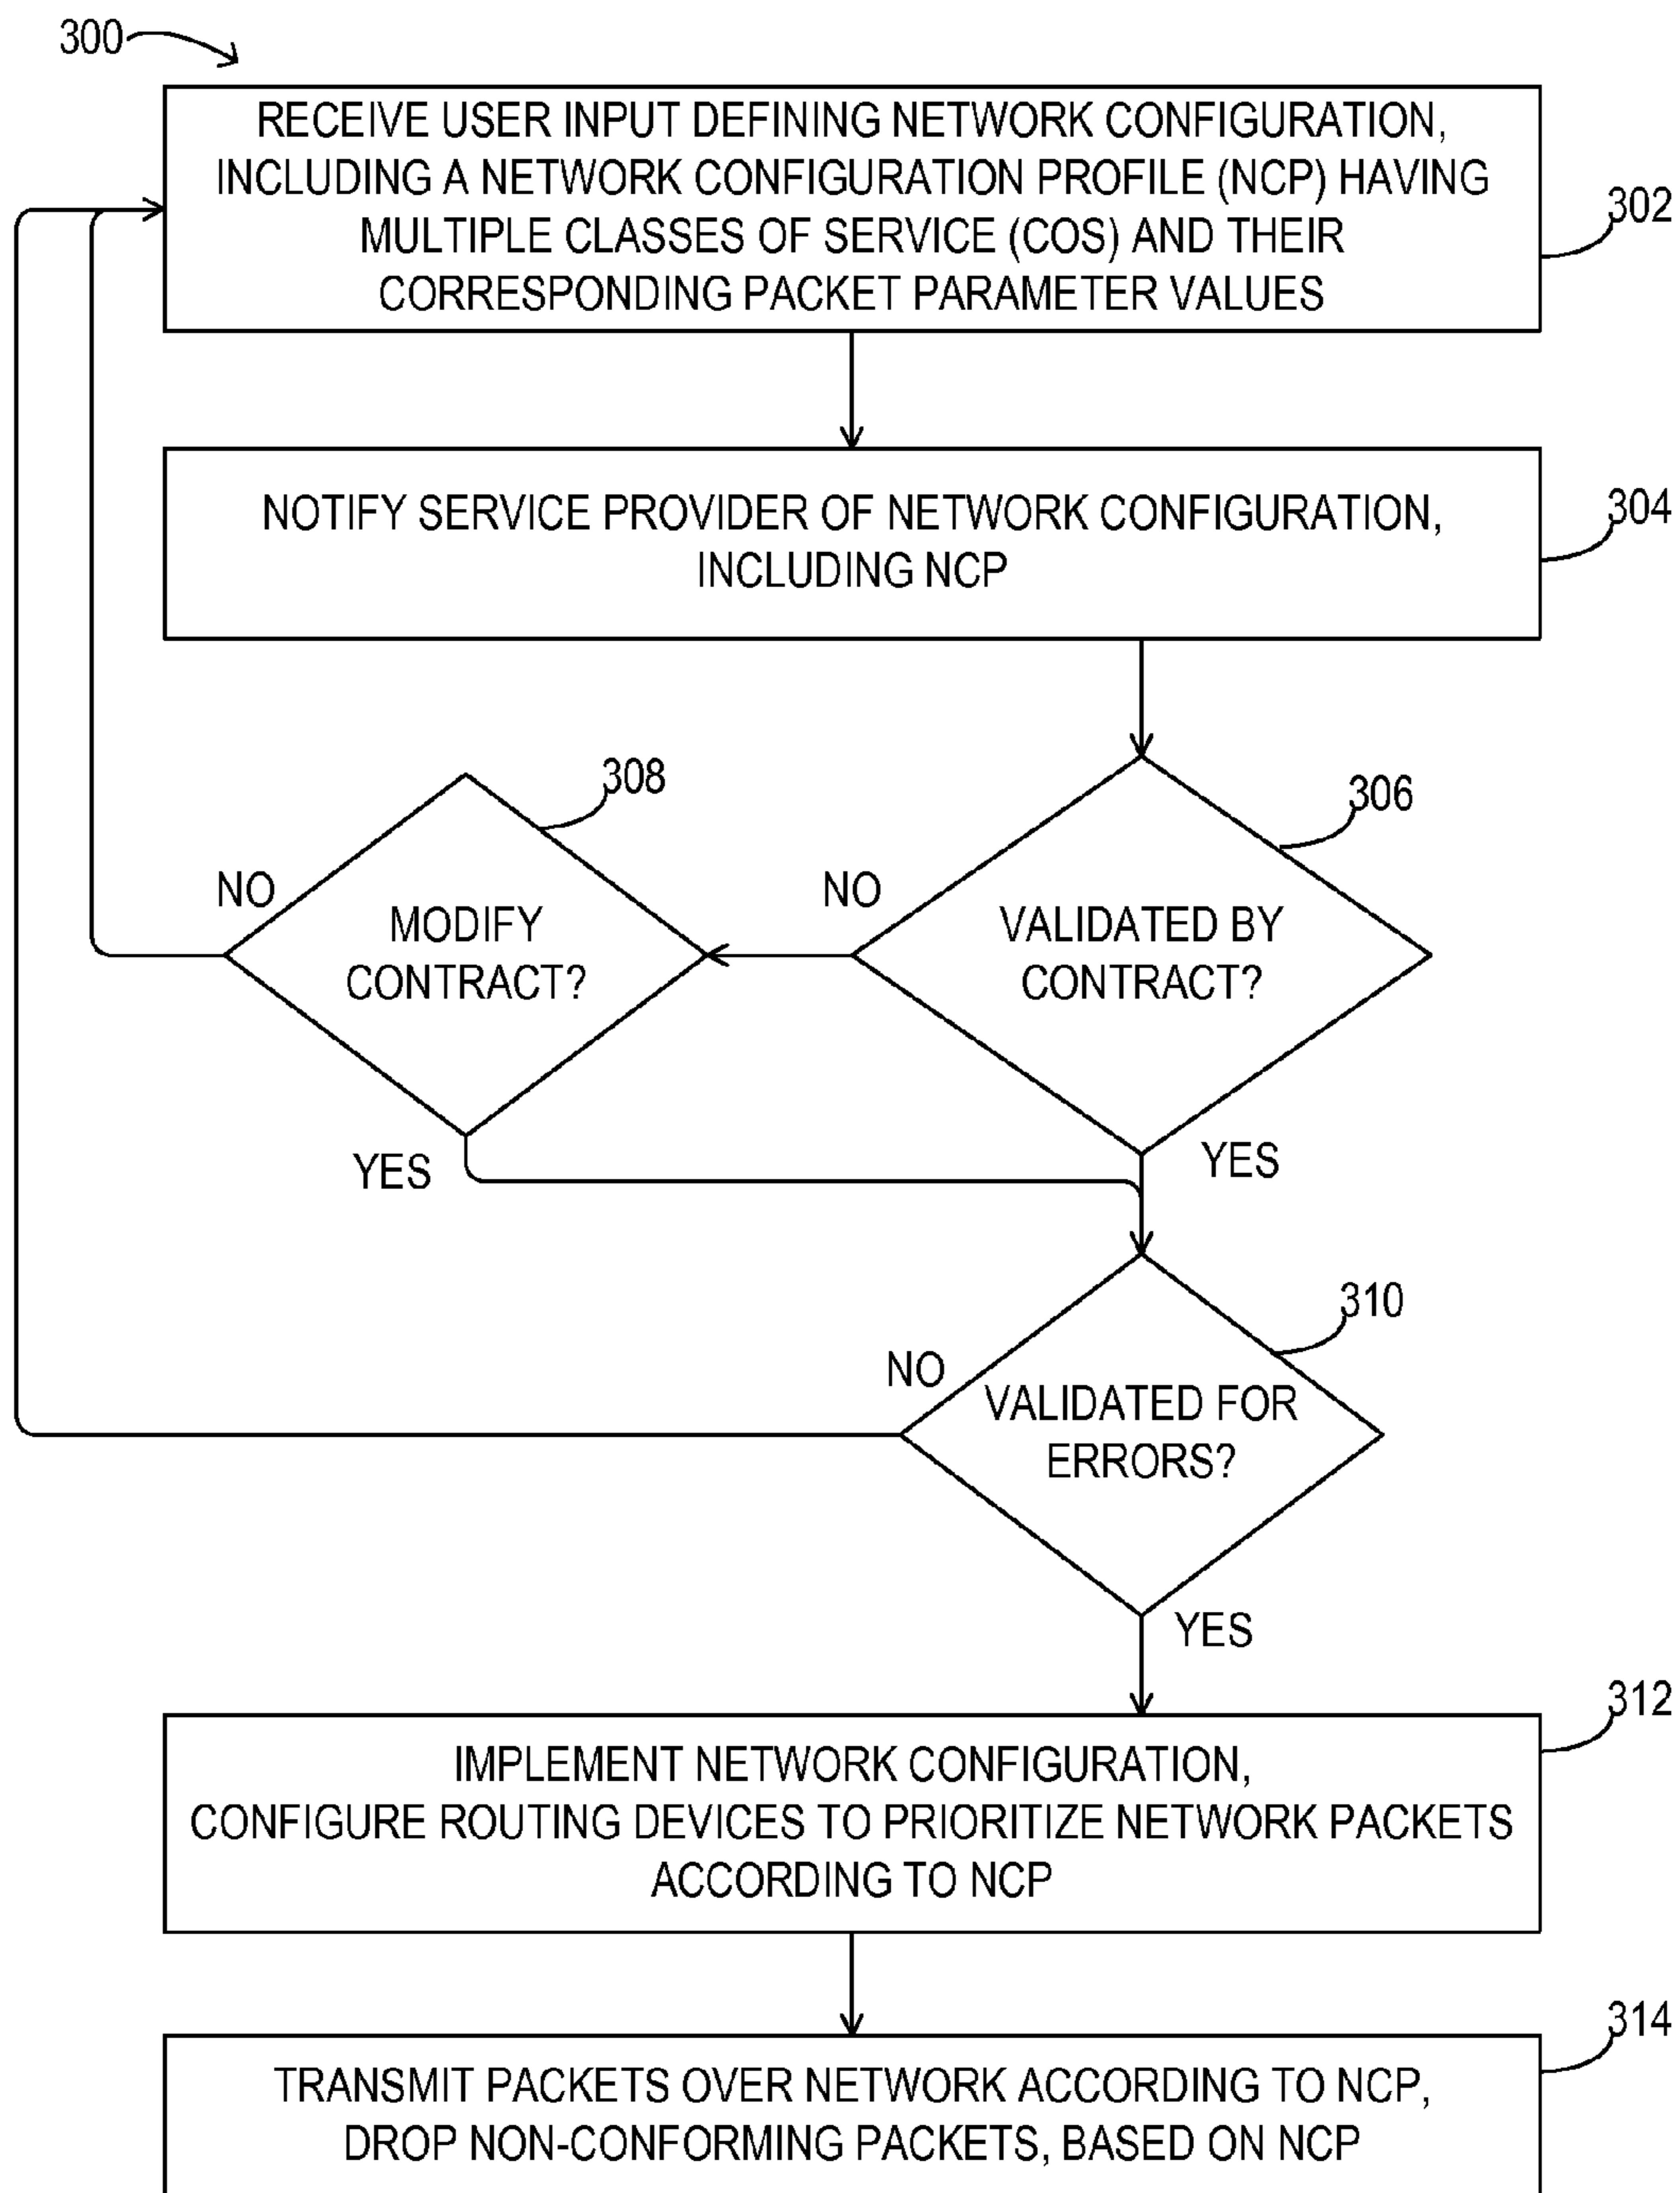 300
RECEIVE USER INPUT DEFINING NETWORK CONFIGURATION,
INCLUDING A NETWORK CONFIGURATION PROFILE (NCP) HAVING
MULTIPLE CLASSES OF SERVICE (COS) AND THEIR
CORRESPONDING PACKET PARAMETER VALUES
302
NOTIFY SERVICE PROVIDER OF NETWORK CONFIGURATION,
INCLUDING NCP
304
308
306
NO
MODIFY
CONTRACT?
NO
VALIDATED BY
CONTRACT?
YES
YES
310
NO
VALIDATED FOR
ERRORS?
YES
312
IMPLEMENT NETWORK CONFIGURATION,
CONFIGURE ROUTING DEVICES TO PRIORITIZE NETWORK PACKETS
ACCORDING TO NCP
314
TRANSMIT PACKETS OVER NETWORK ACCORDING TO NCP,
DROP NON-CONFORMING PACKETS, BASED ON NCP